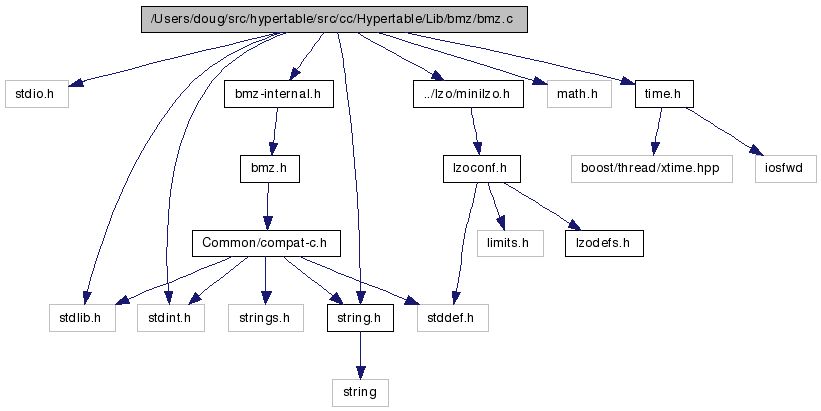 /Users/doug/src/hypertable/src/cc/Hypertable/Lib/bmz/bmz.c
stdio.h
bmz-internal.h
../lzo/minilzo.h
math.h
time.h
bmz.h
lzoconf.h
boost/thread/xtime.hpp
iosfwd
Common/compat-c.h
limits.h
lzodefs.h
stdlib.h
stdint.h
strings.h
string.h
stddef.h
string